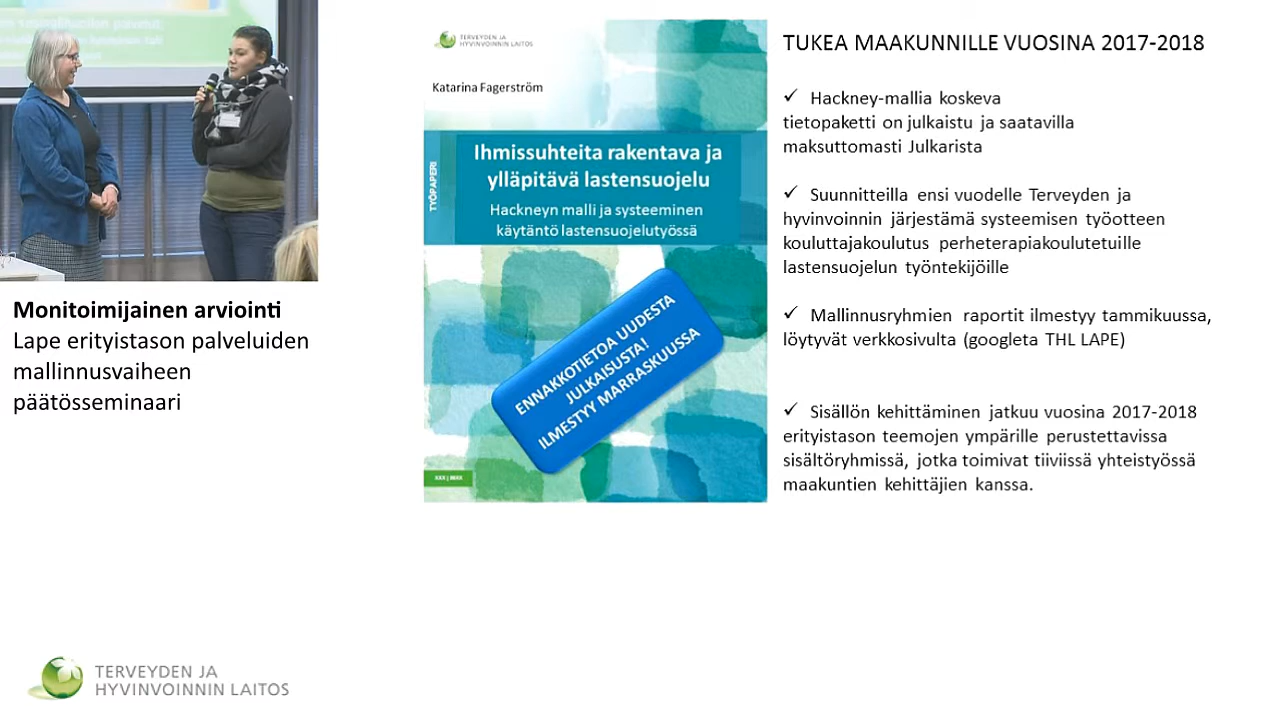 Monitoimijainen arviointi
Lape erityistason palveluiden
mallinnusvaiheen
päätösseminaari
TERVEYDEN JA
HYVINVOINNIN LAITOS
Katarina Fagerström
TYÖPAPERI
Ihmissuhteita rakentava ja
ylläpitävä lastensuojelu
Hackneyn malli ja systeeminen
käytäntö lastensuojelutyössä
ENNAKKOTIETOA UUDESTA
JULKAISUSTA!
ILMESTYY MARRASKUUSSA
TUKEA MAAKUNNILLE VUOSINA 2017-2018
✓ Hackney-mallia koskeva
tietopaketti on julkaistu ja saatavilla
maksuttomasti Julkarista
✓ Suunnitteilla ensi vuodelle Terveyden ja
hyvinvoinnin järjestämä systeemisen työotteen
kouluttajakoulutus perheterapiakoulutetuille
lastensuojelun työntekijöille
✓ Mallinnusryhmien raportit ilmestyy tammikuussa,
löytyvät verkkosivulta (googleta THL LAPE)
✓ Sisällön kehittäminen jatkuu vuosina 2017-2018
erityistason teemojen ympärille perustettavissa
sisältöryhmissä, jotka toimivat tiiviissä yhteistyössä
maakuntien kehittäjien kanssa.
TERVEYDEN JA
HYVINVOINNIN LAITOS